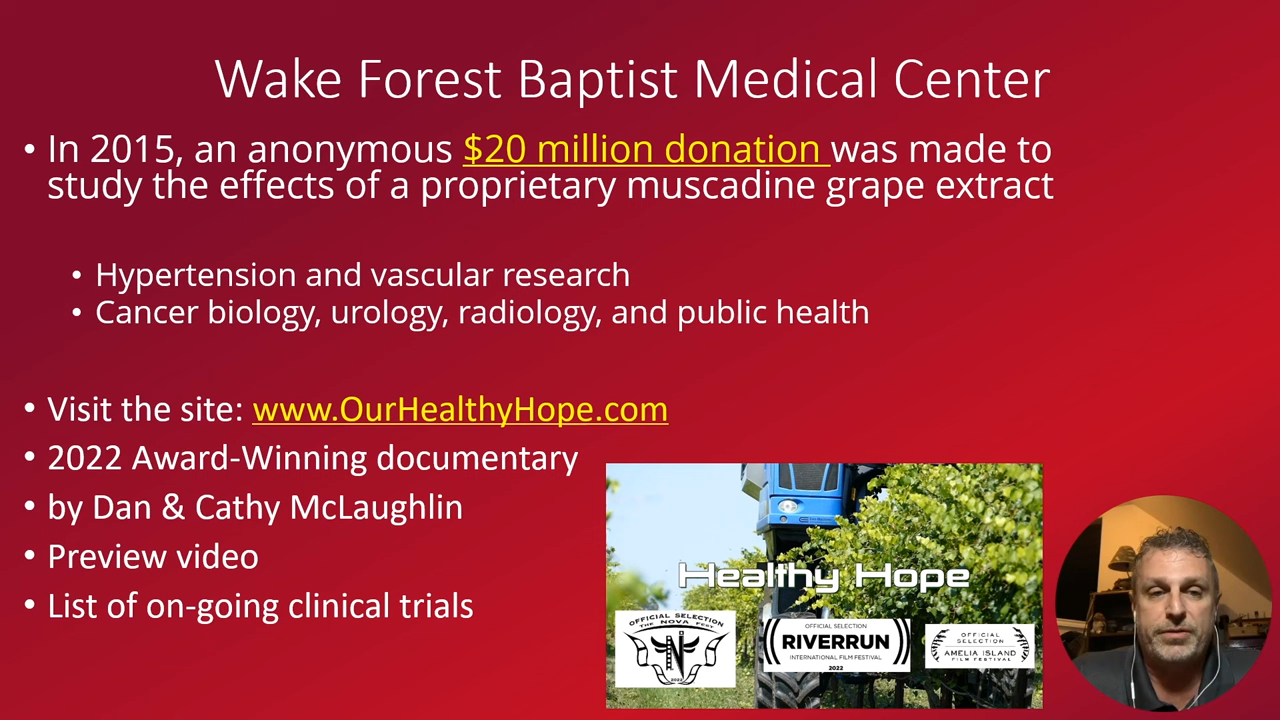 Wake Forest Baptist Medical Center
• In 2015, an anonymous $20 million donation was made to
study the effects of a proprietary muscadine grape extract
• Hypertension and vascular research
• Cancer biology, urology, radiology, and public health
• Visit the site: www.OurHealthyHope.com
• 2022 Award-Winning documentary
• by Dan & Cathy McLaughlin
• Preview video
• List of on-going clinical trials
Healthy Hope
OFFICIAL SELECTION
THE NOVA FEST
2022
OFFICIAL SELECTION
RIVERRUN
INTERNATIONAL FILM FESTIVAL
2022
OFFICIAL
SELECTION
AMELIA ISLAND
FILM FESTIVAL